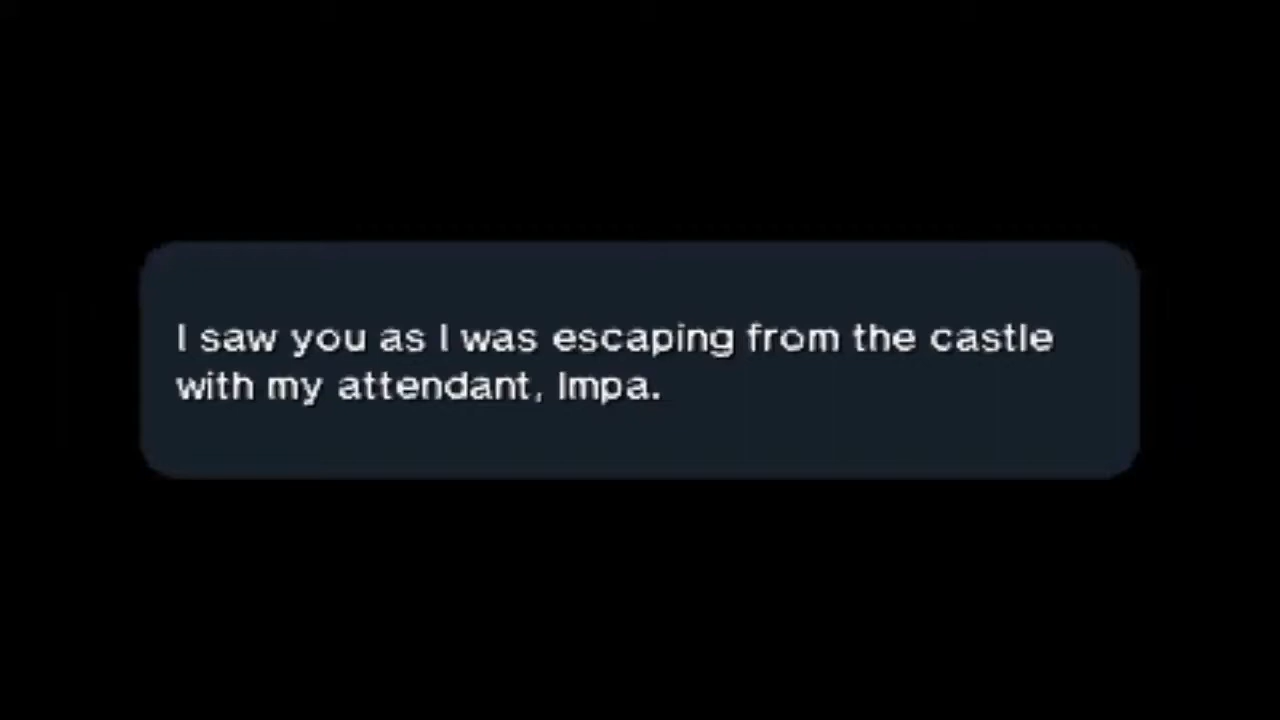 I saw you as I was escaping from the castle
with my attendant, Impa.